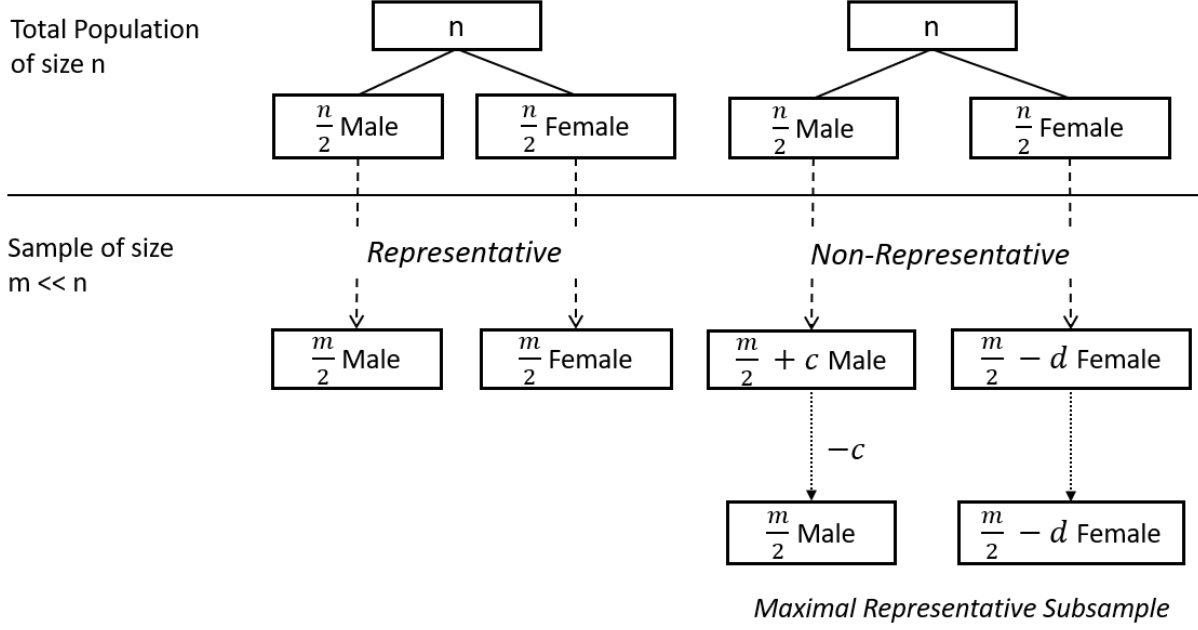 Total Population
of size n
n
n
n/2 Male
n/2 Female
n/2 Male
n/2 Female
Sample of size
m << n
Representative
Non-Representative
m/2 Male
m/2 Female
m/2 + c Male
m/2 − d Female
−c
m/2 Male
m/2 − d Female
Maximal Representative Subsample